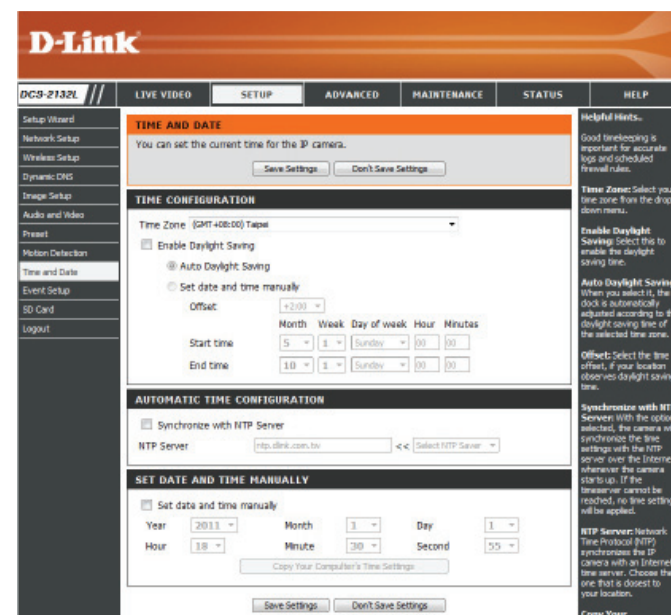 D-Link
DCS-2132L
LIVE VIDEO
SETUP
ADVANCED
MAINTENANCE
STATUS
HELP
Setup Wizard
Network Setup
Wireless Setup
Dynamic DNS
Image Setup
Audio and Video
Preset
Motion Detection
Time and Date
Event Setup
SD Card
Logout
TIME AND DATE
You can set the current time for the IP camera.
Save Settings Don't Save Settings
TIME CONFIGURATION
Time Zone (GMT+08:00) Taipei
Enable Daylight Saving
Auto Daylight Saving
Set date and time manually
Offset +2:00
Month Week Day of week Hour Minutes
Start time 5 1 Sunday 00 00
End time 10 1 Sunday 00 00
AUTOMATIC TIME CONFIGURATION
Synchronize with NTP Server
NTP Server ntp.dlink.com.tw << Select NTP Saver
SET DATE AND TIME MANUALLY
Set date and time manually
Year 2011 Month 1 Day 1
Hour 18 Minute 30 Second 55
Copy Your Computer's Time Settings
Save Settings Don't Save Settings
Helpful Hints..
Good timekeeping is
important for accurate
logs and scheduled
firewall rules.
Time Zone: Select you
time zone from the drop
down menu.
Enable Daylight
Saving: Select this to
enable the daylight
saving time.
Auto Daylight Saving
When you select it, the
clock is automatically
adjusted according to th
daylight saving time of
the selected time zone.
Offset: Select the time
offset, if your location
observes daylight saving
time.
Synchronize with NT
Server: With the option
selected, the camera wi
synchronize the time
settings with the NTP
server over the Interne
whenever the camera
starts up. If the
timeserver cannot be
reached, no time setting
will be applied.
NTP Server: Network
Time Protocol (NTP)
synchronizes the IP
camera with an Internet
time server. Choose the
one that is closest to
your location.
Copy Your